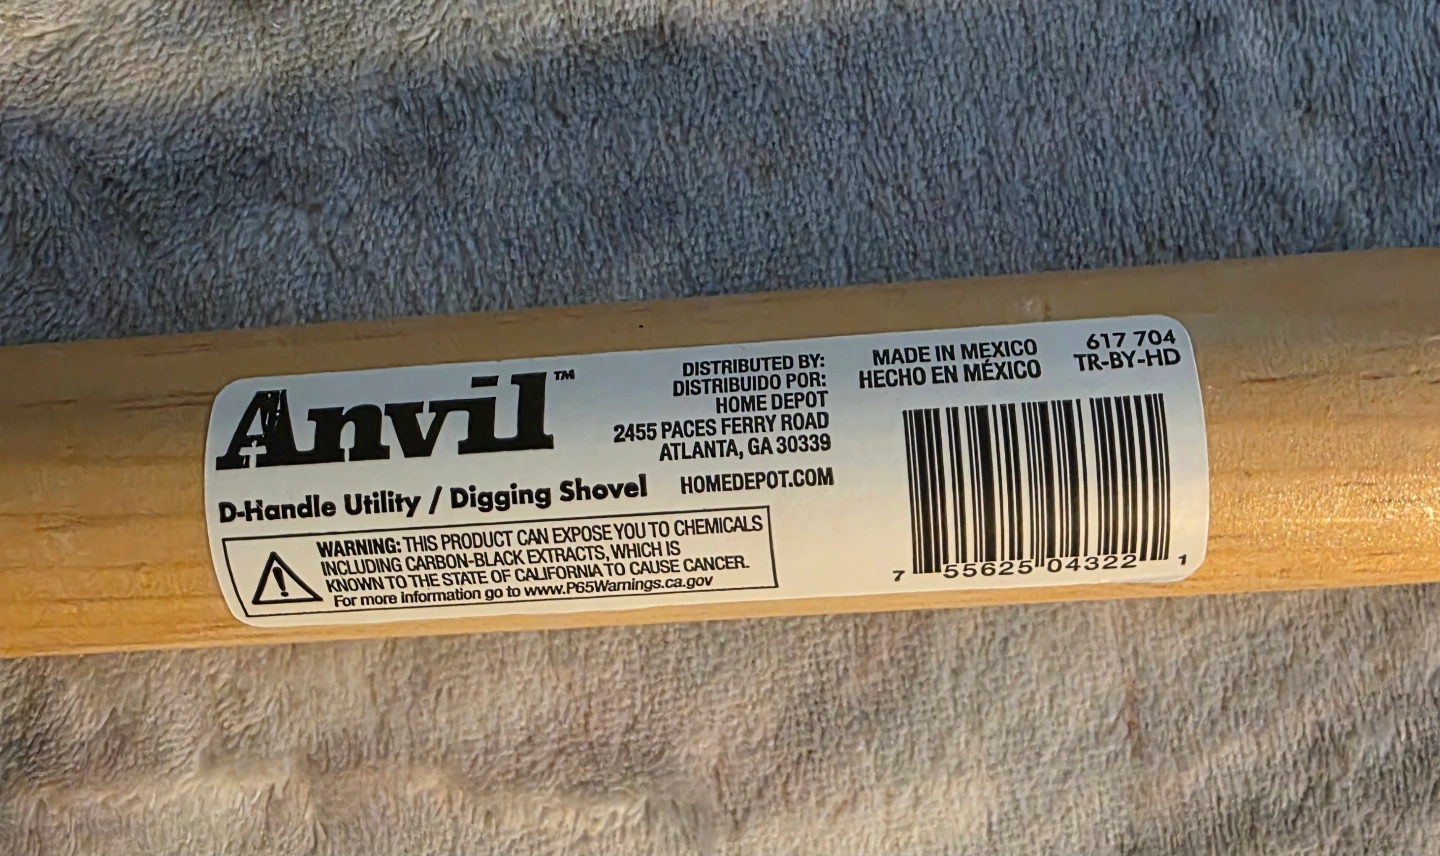 Anvil™
D-Handle Utility / Digging Shovel
WARNING: THIS PRODUCT CAN EXPOSE YOU TO CHEMICALS
INCLUDING CARBON-BLACK EXTRACTS, WHICH IS
KNOWN TO THE STATE OF CALIFORNIA TO CAUSE CANCER.
For more information go to www.P65Warnings.ca.gov
DISTRIBUTED BY:
DISTRIBUIDO POR:
HOME DEPOT
2455 PACES FERRY ROAD
ATLANTA, GA 30339
HOMEDEPOT.COM
MADE IN MEXICO
HECHO EN MÉXICO
617 704
TR-BY-HD
7 55625 04322 1